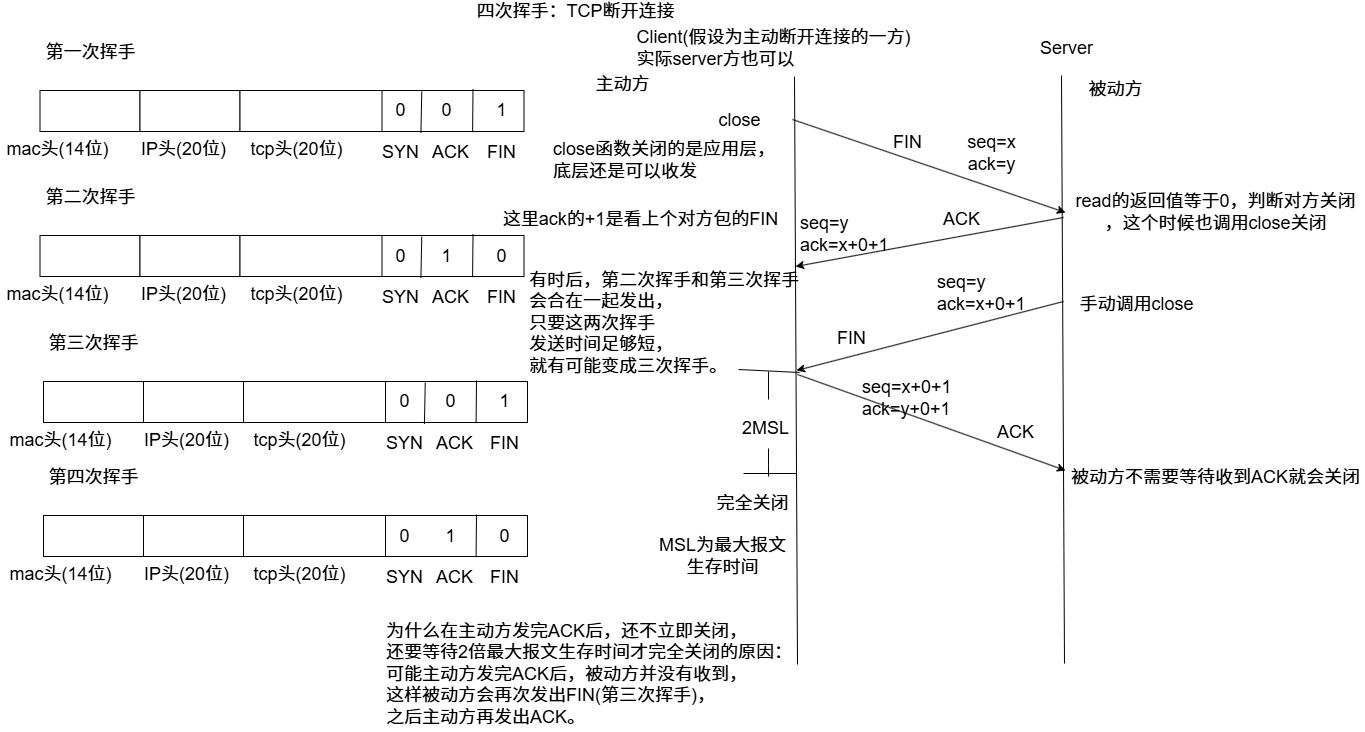 四次挥手：TCP断开连接
第一次挥手
0 0 1
mac头(14位) IP头(20位) tcp头(20位) SYN ACK FIN
第二次挥手
0 1 0
mac头(14位) IP头(20位) tcp头(20位) SYN ACK FIN
第三次挥手
0 0 1
mac头(14位) IP头(20位) tcp头(20位) SYN ACK FIN
第四次挥手
0 1 0
mac头(14位) IP头(20位) tcp头(20位) SYN ACK FIN
Client(假设为主动断开连接的一方)
实际server方也可以
主动方
Server
被动方
close
close函数关闭的是应用层，
底层还是可以收发
FIN
seq=x
ack=y
read的返回值等于0，判断对方关闭
，这个时候也调用close关闭
这里ack的+1是看上个对方包的FIN
ACK
seq=y
ack=x+0+1
有时后，第二次挥手和第三次挥手
会合在一起发出，
只要这两次挥手
发送时间足够短，
就有可能变成三次挥手。
seq=y
ack=x+0+1
手动调用close
FIN
seq=x+0+1
ack=y+0+1
ACK
2MSL
被动方不需要等待收到ACK就会关闭
完全关闭
MSL为最大报文
生存时间
为什么在主动方发完ACK后，还不立即关闭，
还要等待2倍最大报文生存时间才完全关闭的原因：
可能主动方发完ACK后，被动方并没有收到，
这样被动方会再次发出FIN(第三次挥手)，
之后主动方再发出ACK。